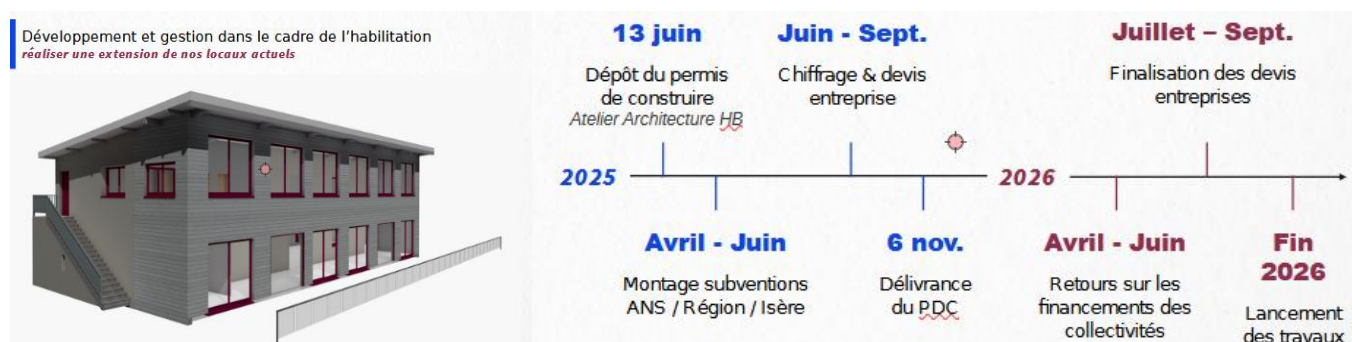 Développement et gestion dans le cadre de l’habilitation
réaliser une extension de nos locaux actuels
13 juin
Dépôt du permis
de construire
Atelier Architecture HB
Juin - Sept.
Chiffrage & devis
entreprise
Juillet – Sept.
Finalisation des devis
entreprises
2025
2026
Avril - Juin
Montage subventions
ANS / Région / Isère
6 nov.
Délivrance
du PDC
Avril - Juin
Retours sur les
financements des
collectivités
Fin
2026
Lancement
des travaux